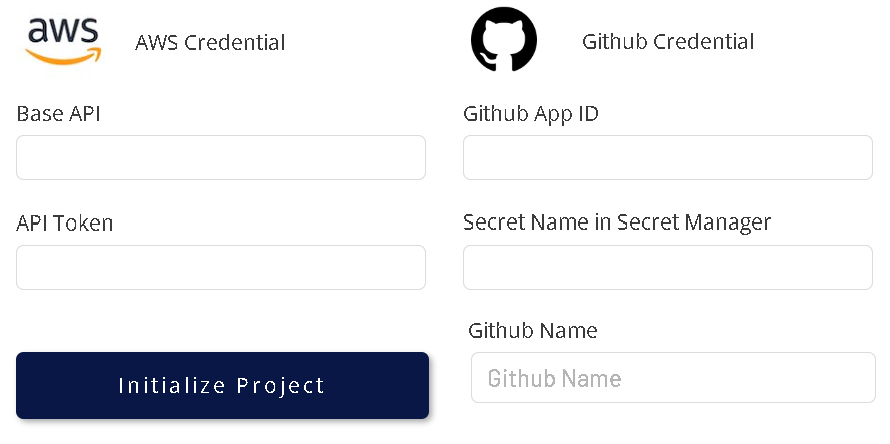 aws
AWS Credential
Github Credential
Base API
Github App ID
API Token
Secret Name in Secret Manager
Github Name
Initialize Project
Github Name